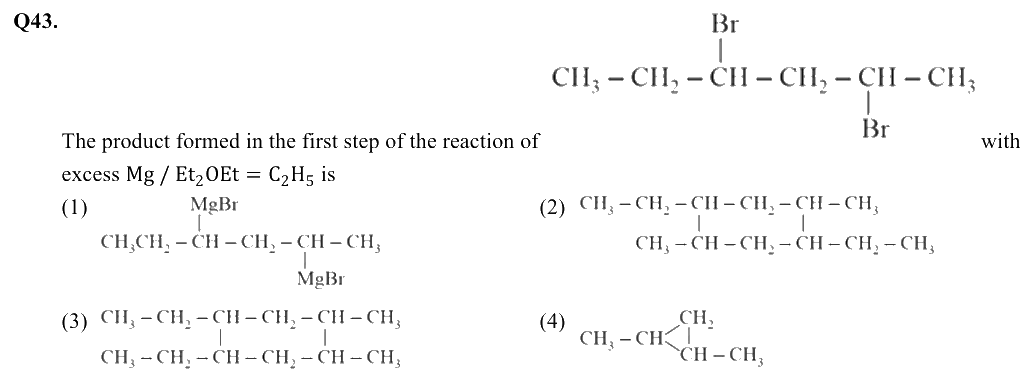 Q43.
Br
|
CH₃ – CH₂ – CH – CH₂ – CH – CH₃
|
Br
The product formed in the first step of the reaction of with
excess Mg / Et₂OEt = C₂H₅ is
(1) MgBr
|
CH₃CH₂ – CH – CH₂ – CH – CH₃
|
MgBr
(2) CH₃ – CH₂ – CH – CH₂ – CH – CH₃
| |
CH₃ – CH – CH₂ – CH – CH₂ – CH₃
(3) CH₃ – CH₂ – CH – CH₂ – CH – CH₃
| |
CH₃ – CH₂ – CH – CH₂ – CH – CH₃
(4) CH₂
CH₃ – CH |
CH – CH₃